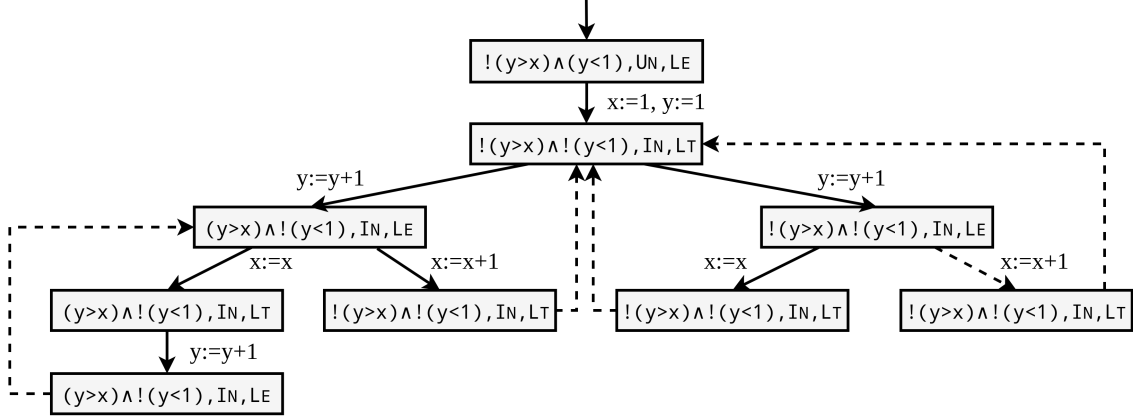 !(y>x)∧(y<1),Un,Le
x:=1, y:=1
!(y>x)∧!(y<1),In,Lt
y:=y+1
y:=y+1
(y>x)∧!(y<1),In,Le
!(y>x)∧!(y<1),In,Le
x:=x
x:=x+1
x:=x
x:=x+1
(y>x)∧!(y<1),In,Lt
!(y>x)∧!(y<1),In,Lt
!(y>x)∧!(y<1),In,Lt
!(y>x)∧!(y<1),In,Lt
y:=y+1
(y>x)∧!(y<1),In,Le